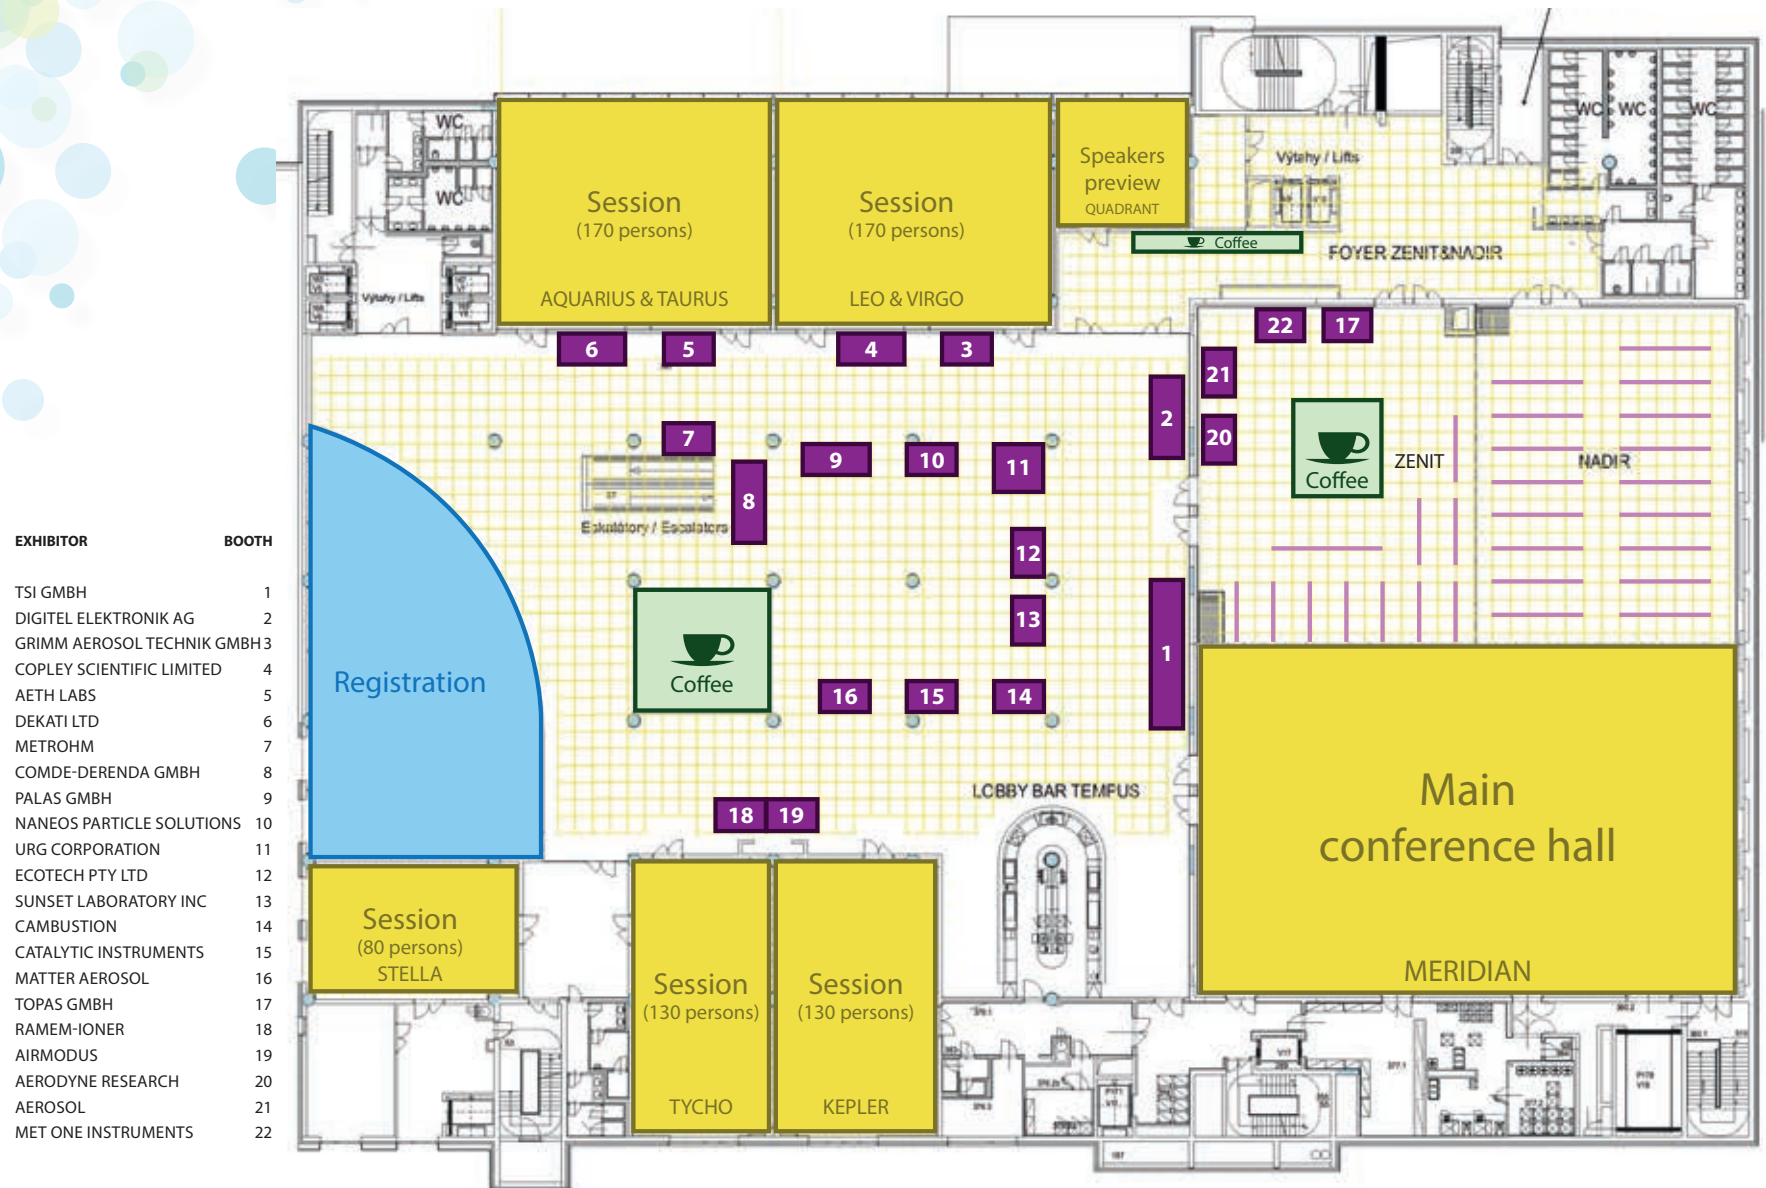 EXHIBITOR BOOTH
TSI GMBH 1
DIGITEL ELEKTRONIK AG 2
GRIMM AEROSOL TECHNIK GMBH 3
COPLEY SCIENTIFIC LIMITED 4
AETH LABS 5
DEKATI LTD 6
METROHM 7
COMDE-DERENDA GMBH 8
PALAS GMBH 9
NANEOS PARTICLE SOLUTIONS 10
URG CORPORATION 11
ECOTECH PTY LTD 12
SUNSET LABORATORY INC 13
CAMBUSTION 14
CATALYTIC INSTRUMENTS 15
MATTER AEROSOL 16
TOPAS GMBH 17
RAMEM-IONER 18
AIRMODUS 19
AERODYNE RESEARCH 20
AEROSOL 21
MET ONE INSTRUMENTS 22
WC
WC
Výtahy / Lifts
Session
(170 persons)
AQUARIUS & TAURUS
Session
(170 persons)
LEO & VIRGO
Speakers
preview
QUADRANT
Výtahy / Lifts
WC WC WC
Coffee
FOYER ZENIT&NADIR
6 5 4 3
22 17
21
20
2
7
8
9 10 11
Eskalátory / Escalators
Coffee
ZENIT
NADIR
12
13
1
Registration
Coffee
16 15 14
18 19
LOBBY BAR TEMPUS
Main
conference hall
MERIDIAN
Session
(80 persons)
STELLA
Session
(130 persons)
TYCHO
Session
(130 persons)
KEPLER